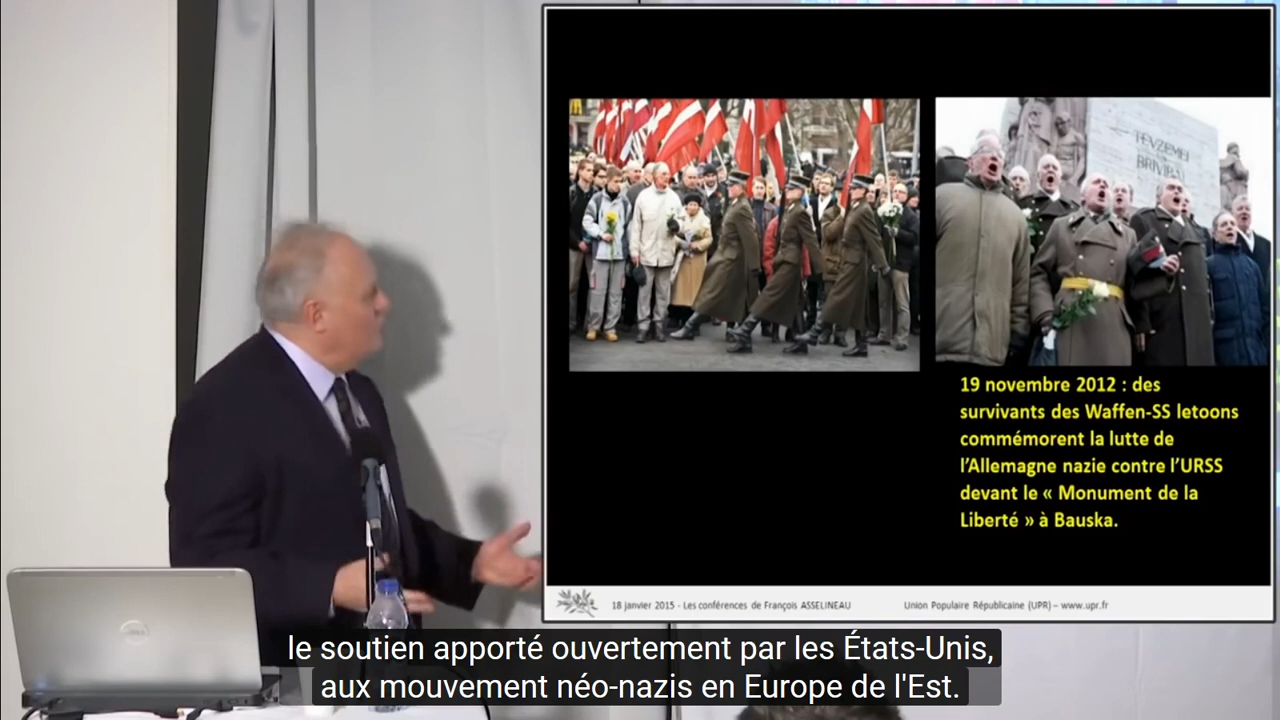 TĒVZEMEI
BRĪVĪBAI
19 novembre 2012 : des
survivants des Waffen-SS letoons
commémorent la lutte de
l'Allemagne nazie contre l'URSS
devant le « Monument de la
Liberté » à Bauska.
18 janvier 2015 - Les conférences de François ASSELINEAU
Union Populaire Républicaine (UPR) – www.upr.fr
DELL
le soutien apporté ouvertement par les États-Unis,
aux mouvement néo-nazis en Europe de l'Est.